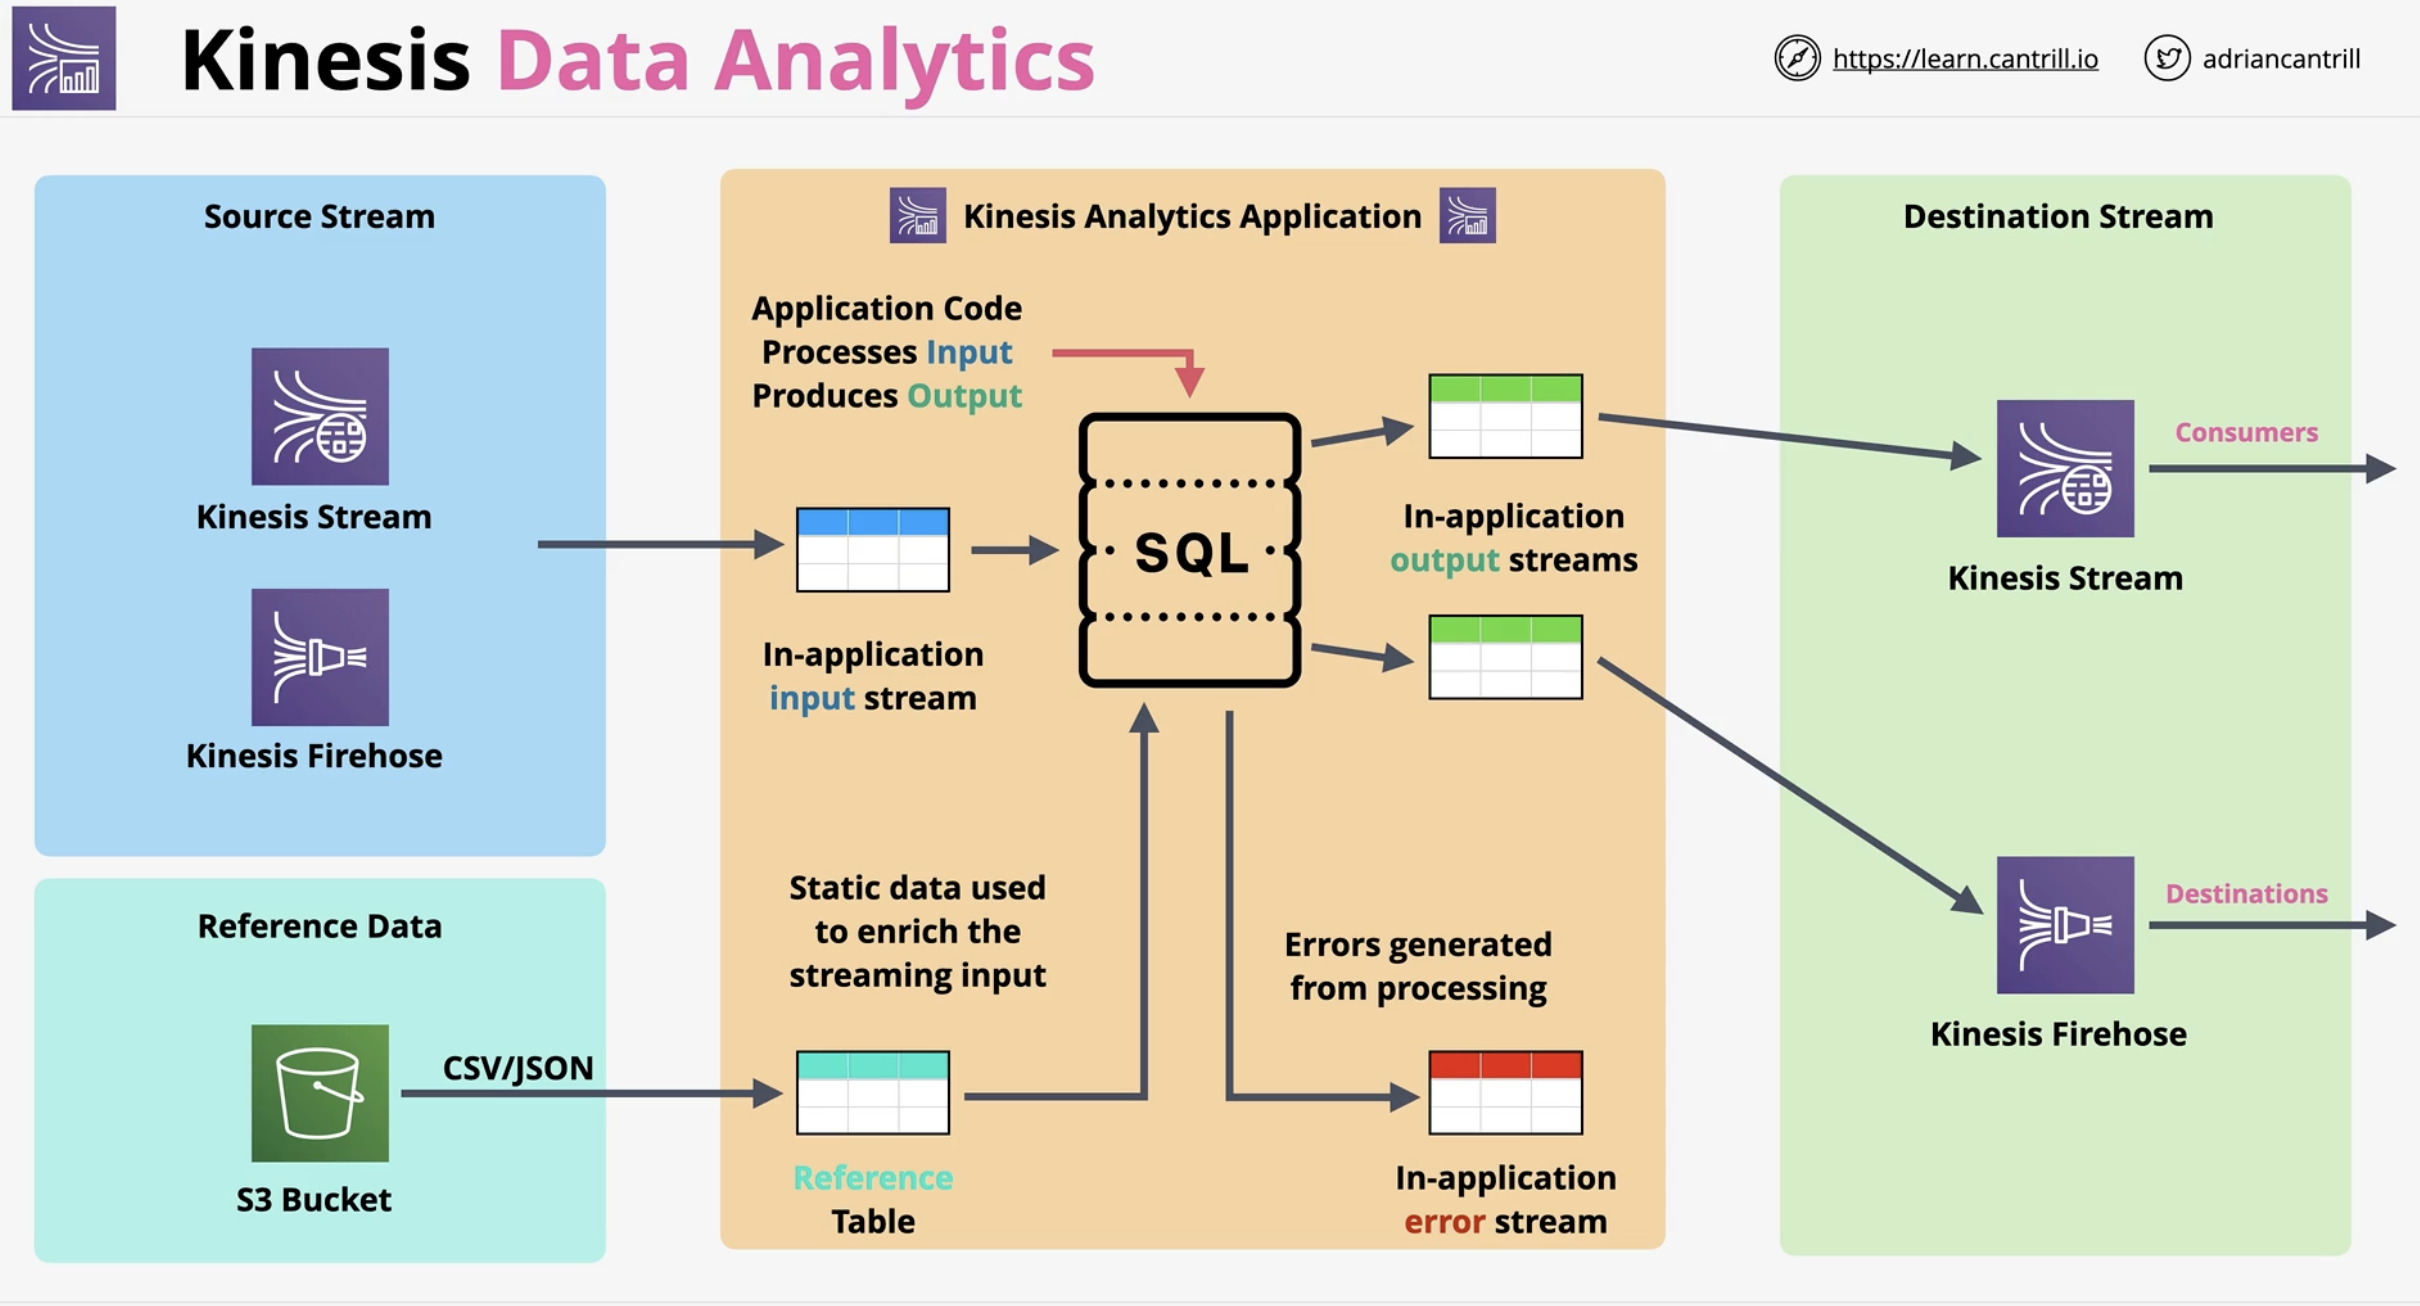 Kinesis Data Analytics
https://learn.cantrill.io
adriancantrill
Source Stream
Kinesis Stream
Kinesis Firehose
Reference Data
CSV/JSON
S3 Bucket
Kinesis Analytics Application
Application Code
Processes Input
Produces Output
In-application
input stream
SQL
In-application
output streams
Static data used
to enrich the
streaming input
Errors generated
from processing
Reference
Table
In-application
error stream
Destination Stream
Consumers
Kinesis Stream
Destinations
Kinesis Firehose